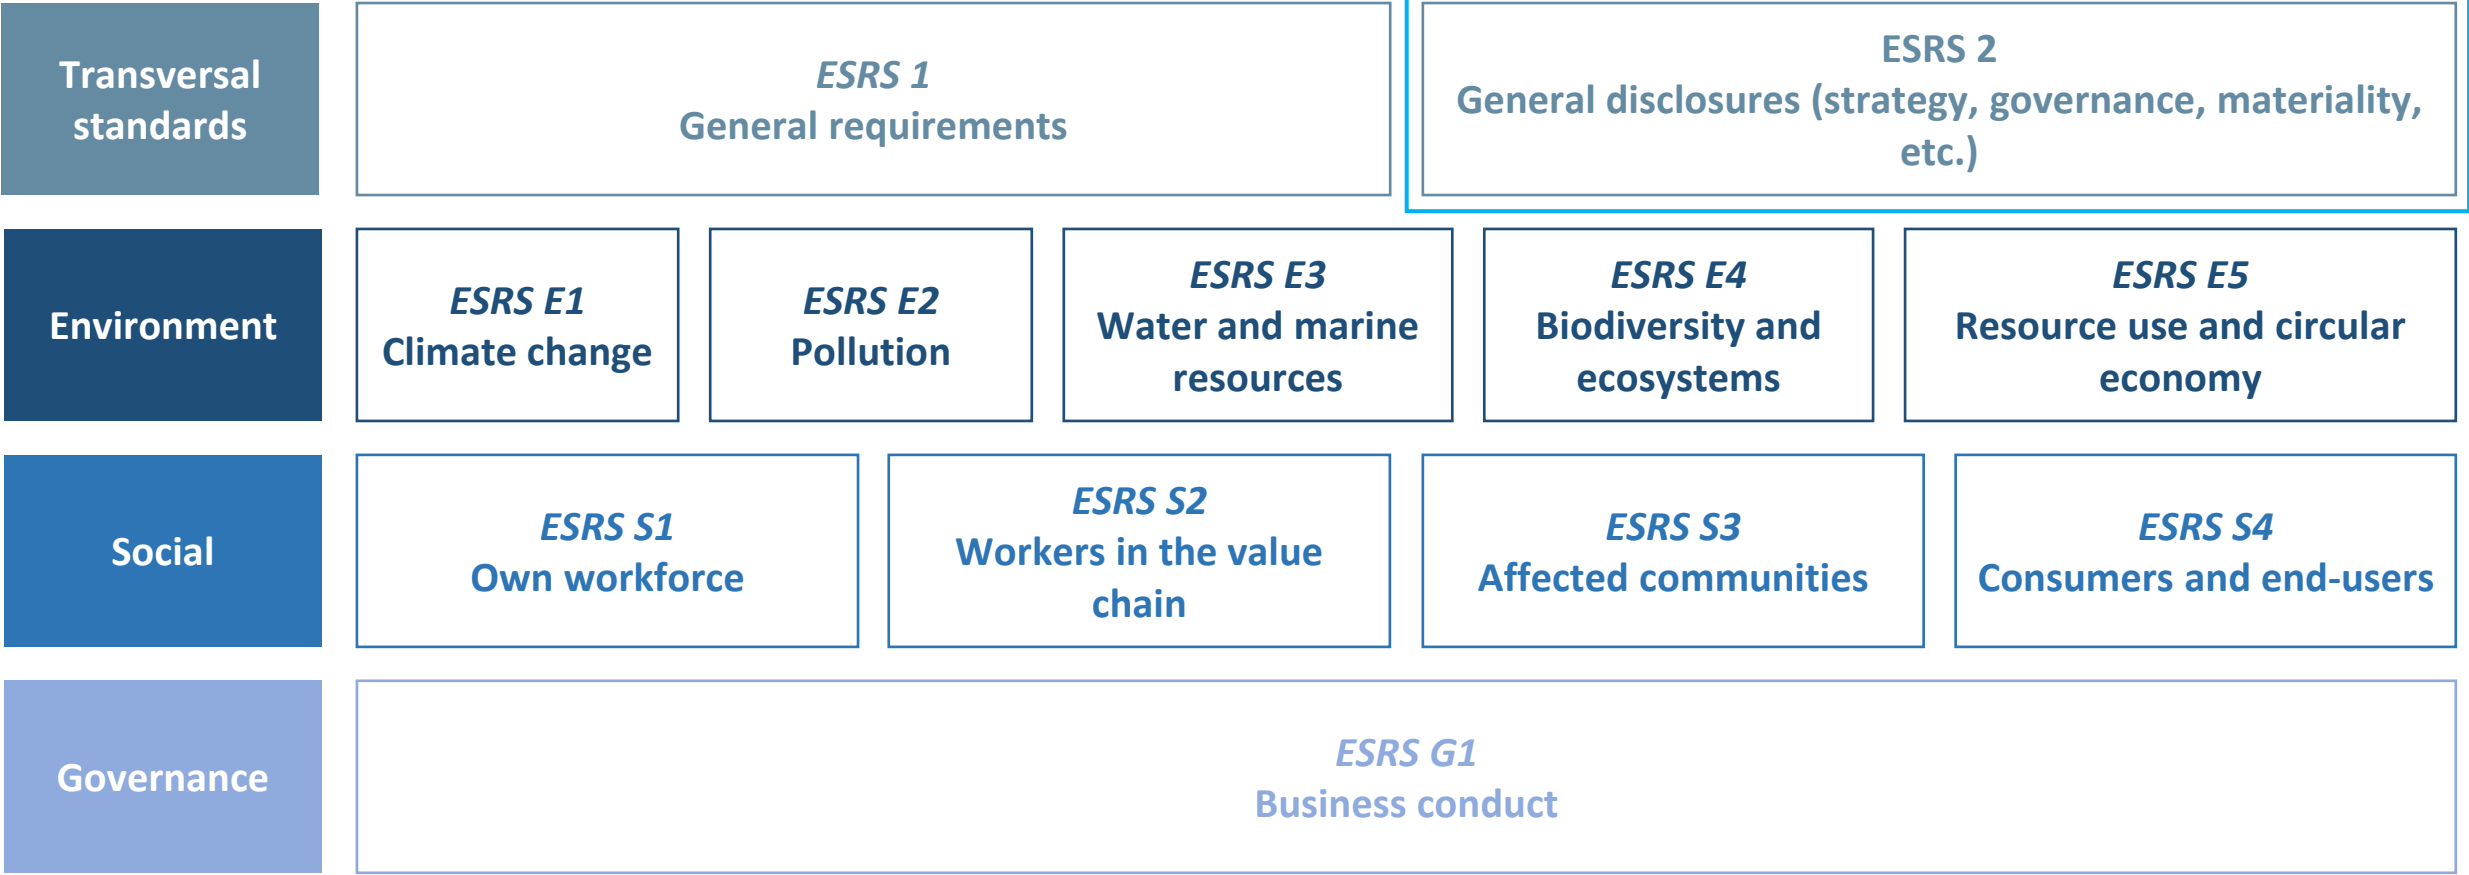 Transversal
standards
ESRS 1
General requirements
ESRS 2
General disclosures (strategy, governance, materiality,
etc.)
Environment
ESRS E1
Climate change
ESRS E2
Pollution
ESRS E3
Water and marine
resources
ESRS E4
Biodiversity and
ecosystems
ESRS E5
Resource use and circular
economy
Social
ESRS S1
Own workforce
ESRS S2
Workers in the value
chain
ESRS S3
Affected communities
ESRS S4
Consumers and end-users
Governance
ESRS G1
Business conduct